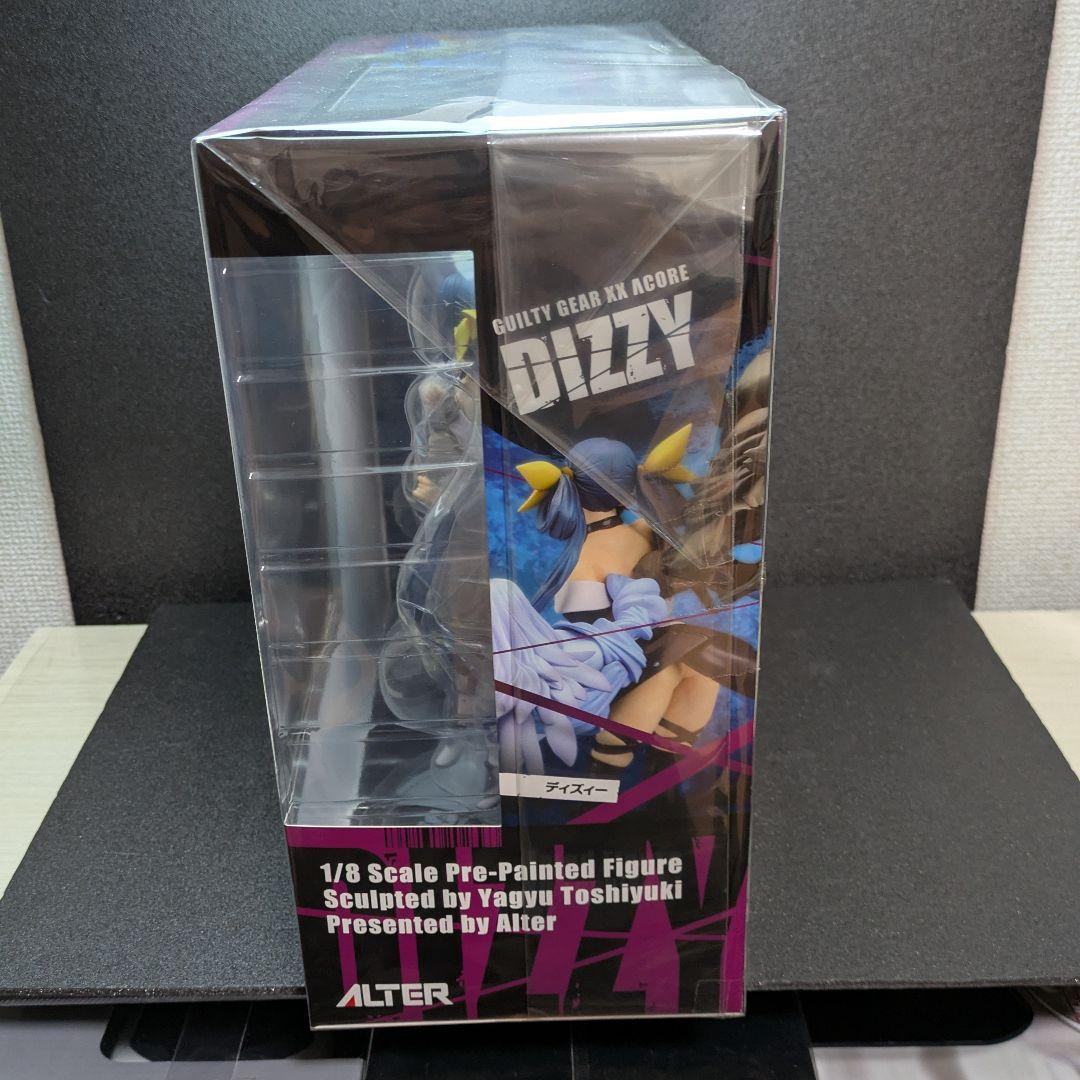 GUILTY GEAR XX ACORE
DIZZY
ディズィー
1/8 Scale Pre-Painted Figure
Sculpted by Yagyu Toshiyuki
Presented by Alter
ALTER